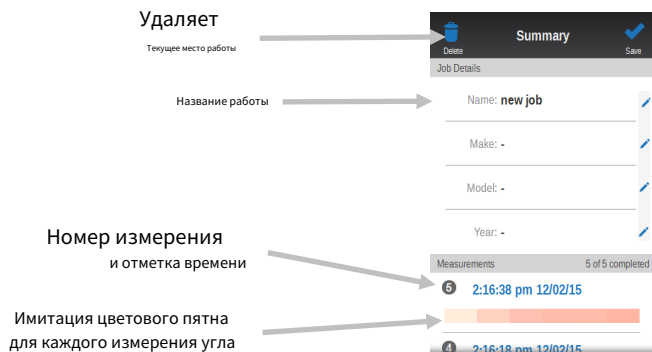 Удаляет
Текущее место работы
Delete
Summary
Save
Job Details
Название работы
Name: new job
Make: -
Model: -
Year: -
Номер измерения
и отметка времени
Measurements 5 of 5 completed
5 2:16:38 pm 12/02/15
Имитация цветового пятна
для каждого измерения угла
4 2:16:18 pm 12/02/15